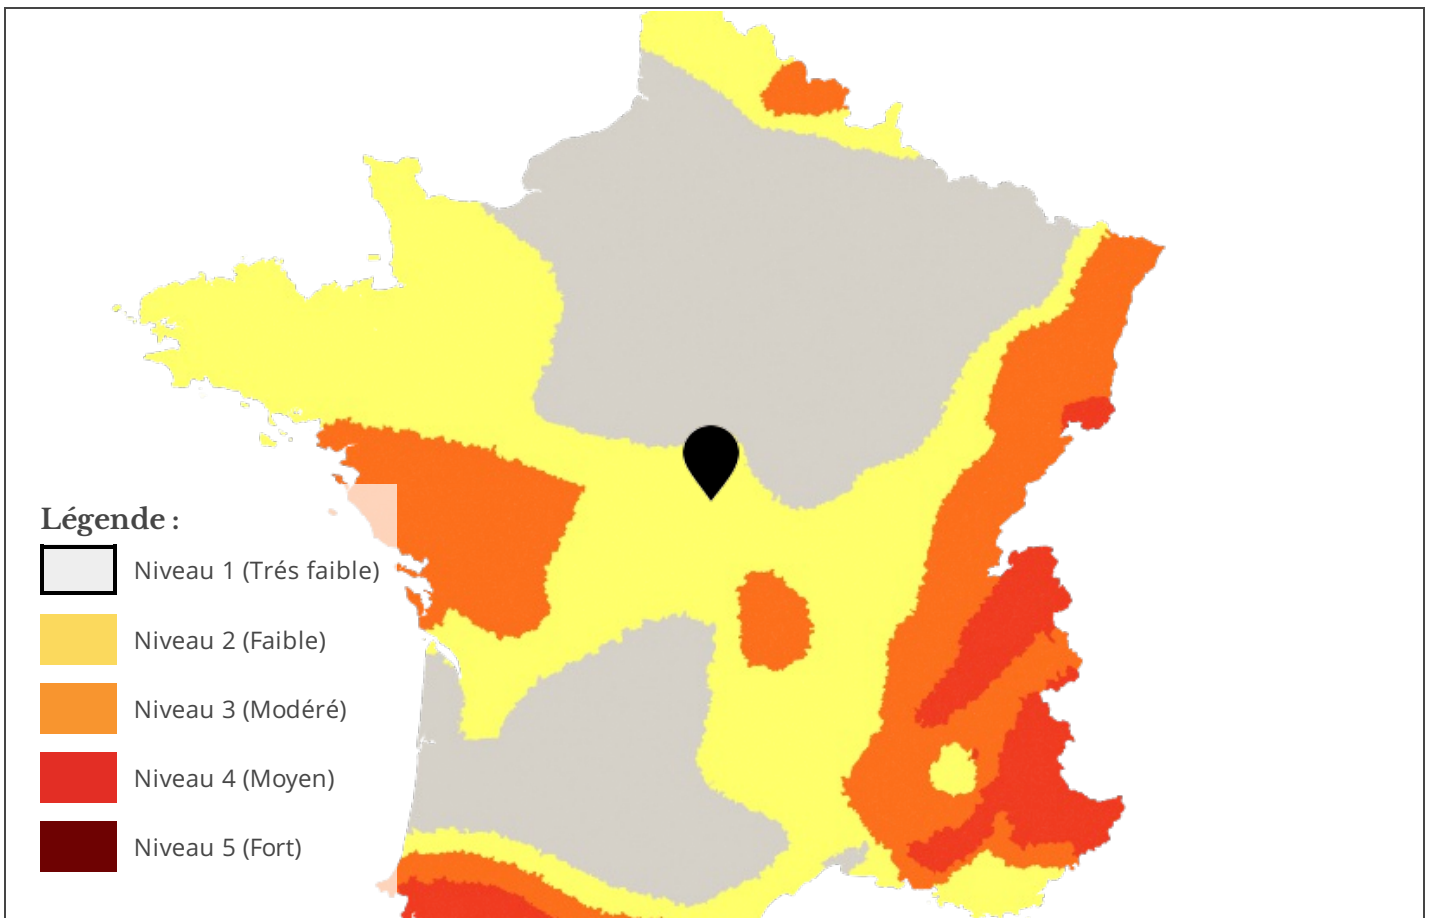 Légende :
Niveau 1 (Trés faible)
Niveau 2 (Faible)
Niveau 3 (Modéré)
Niveau 4 (Moyen)
Niveau 5 (Fort)